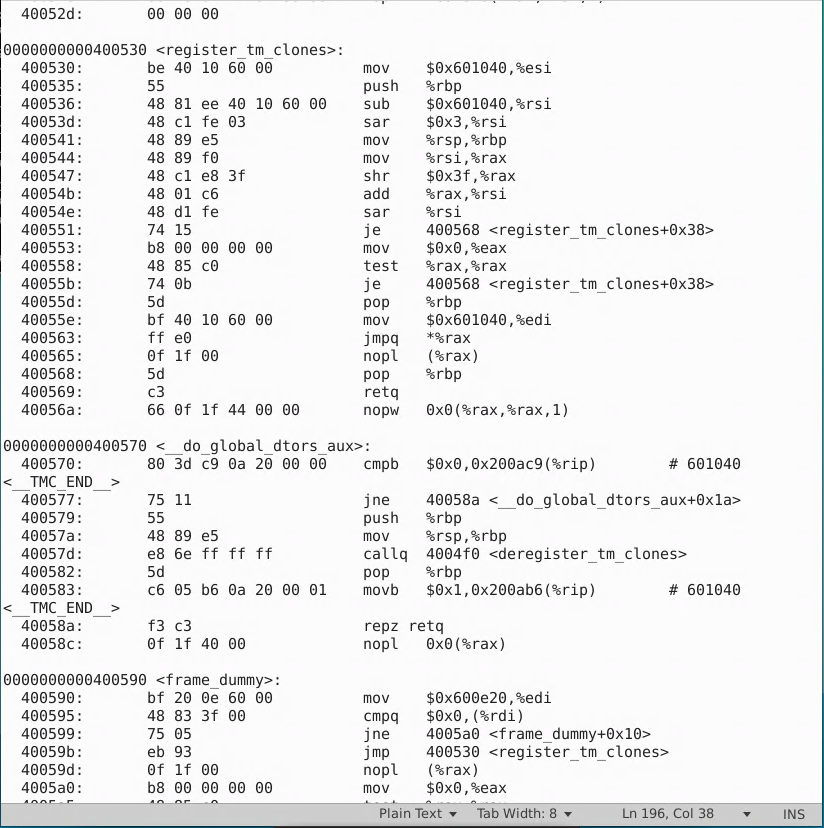 40052d: 00 00 00
0000000000400530 <register_tm_clones>:
400530: be 40 10 60 00 mov $0x601040,%esi
400535: 55 push %rbp
400536: 48 81 ee 40 10 60 00 sub $0x601040,%rsi
40053d: 48 c1 fe 03 sar $0x3,%rsi
400541: 48 89 e5 mov %rsp,%rbp
400544: 48 89 f0 mov %rsi,%rax
400547: 48 c1 e8 3f shr $0x3f,%rax
40054b: 48 01 c6 add %rax,%rsi
40054e: 48 d1 fe sar %rsi
400551: 74 15 je 400568 <register_tm_clones+0x38>
400553: b8 00 00 00 00 mov $0x0,%eax
400558: 48 85 c0 test %rax,%rax
40055b: 74 0b je 400568 <register_tm_clones+0x38>
40055d: 5d pop %rbp
40055e: bf 40 10 60 00 mov $0x601040,%edi
400563: ff e0 jmpq *%rax
400565: 0f 1f 00 nopl (%rax)
400568: 5d pop %rbp
400569: c3 retq
40056a: 66 0f 1f 44 00 00 nopw 0x0(%rax,%rax,1)
0000000000400570 <__do_global_dtors_aux>:
400570: 80 3d c9 0a 20 00 00 cmpb $0x0,0x200ac9(%rip) # 601040
<__TMC_END__>
400577: 75 11 jne 40058a <__do_global_dtors_aux+0x1a>
400579: 55 push %rbp
40057a: 48 89 e5 mov %rsp,%rbp
40057d: e8 6e ff ff ff callq 4004f0 <deregister_tm_clones>
400582: 5d pop %rbp
400583: c6 05 b6 0a 20 00 01 movb $0x1,0x200ab6(%rip) # 601040
<__TMC_END__>
40058a: f3 c3 repz retq
40058c: 0f 1f 40 00 nopl 0x0(%rax)
0000000000400590 <frame_dummy>:
400590: bf 20 0e 60 00 mov $0x600e20,%edi
400595: 48 83 3f 00 cmpq $0x0,(%rdi)
400599: 75 05 jne 4005a0 <frame_dummy+0x10>
40059b: eb 93 jmp 400530 <register_tm_clones>
40059d: 0f 1f 00 nopl (%rax)
4005a0: b8 00 00 00 00 mov $0x0,%eax
Plain Text Tab Width: 8 Ln 196, Col 38 INS